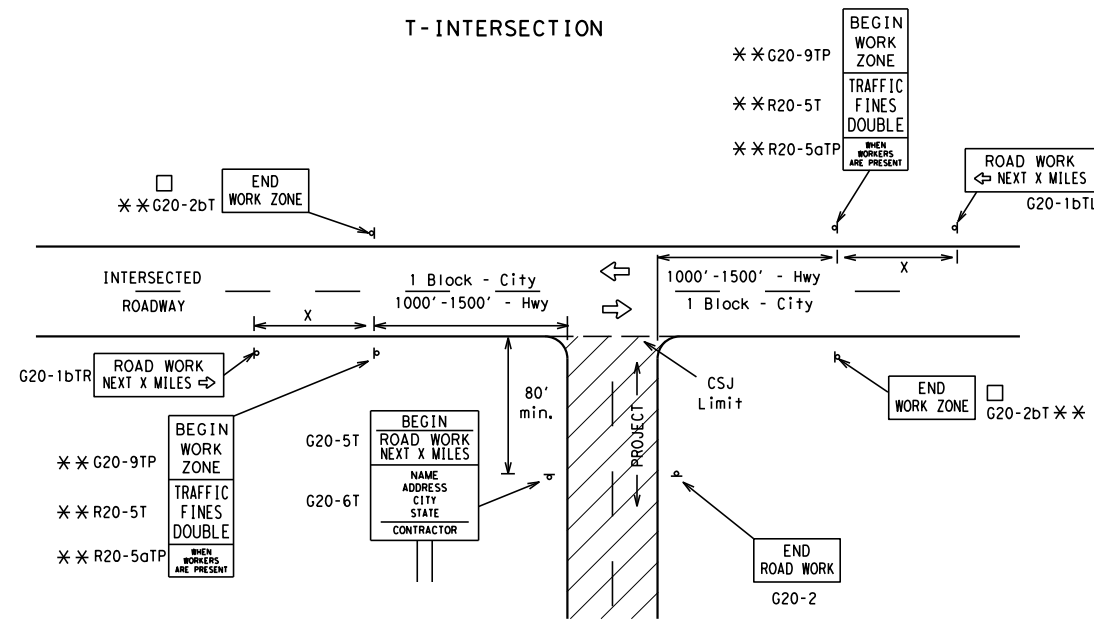 T-INTERSECTION
BEGIN
WORK
ZONE
TRAFFIC
FINES
DOUBLE
WHEN
WORKERS
ARE PRESENT
**G20-9TP
**R20-5T
**R20-5aTP
ROAD WORK
⇦ NEXT X MILES
G20-1bTL
END
WORK ZONE
□
**G20-2bT
INTERSECTED
ROADWAY
1 Block - City
1000'-1500' - Hwy
X
1000'-1500' - Hwy
1 Block - City
X
G20-1bTR
ROAD WORK
NEXT X MILES ⇨
80'
min.
PROJECT
CSJ
Limit
END
WORK ZONE
□
G20-2bT **
BEGIN
WORK
ZONE
TRAFFIC
FINES
DOUBLE
WHEN
WORKERS
ARE PRESENT
**G20-9TP
**R20-5T
**R20-5aTP
G20-5T
BEGIN
ROAD WORK
NEXT X MILES
G20-6T
NAME
ADDRESS
CITY
STATE
CONTRACTOR
END
ROAD WORK
G20-2